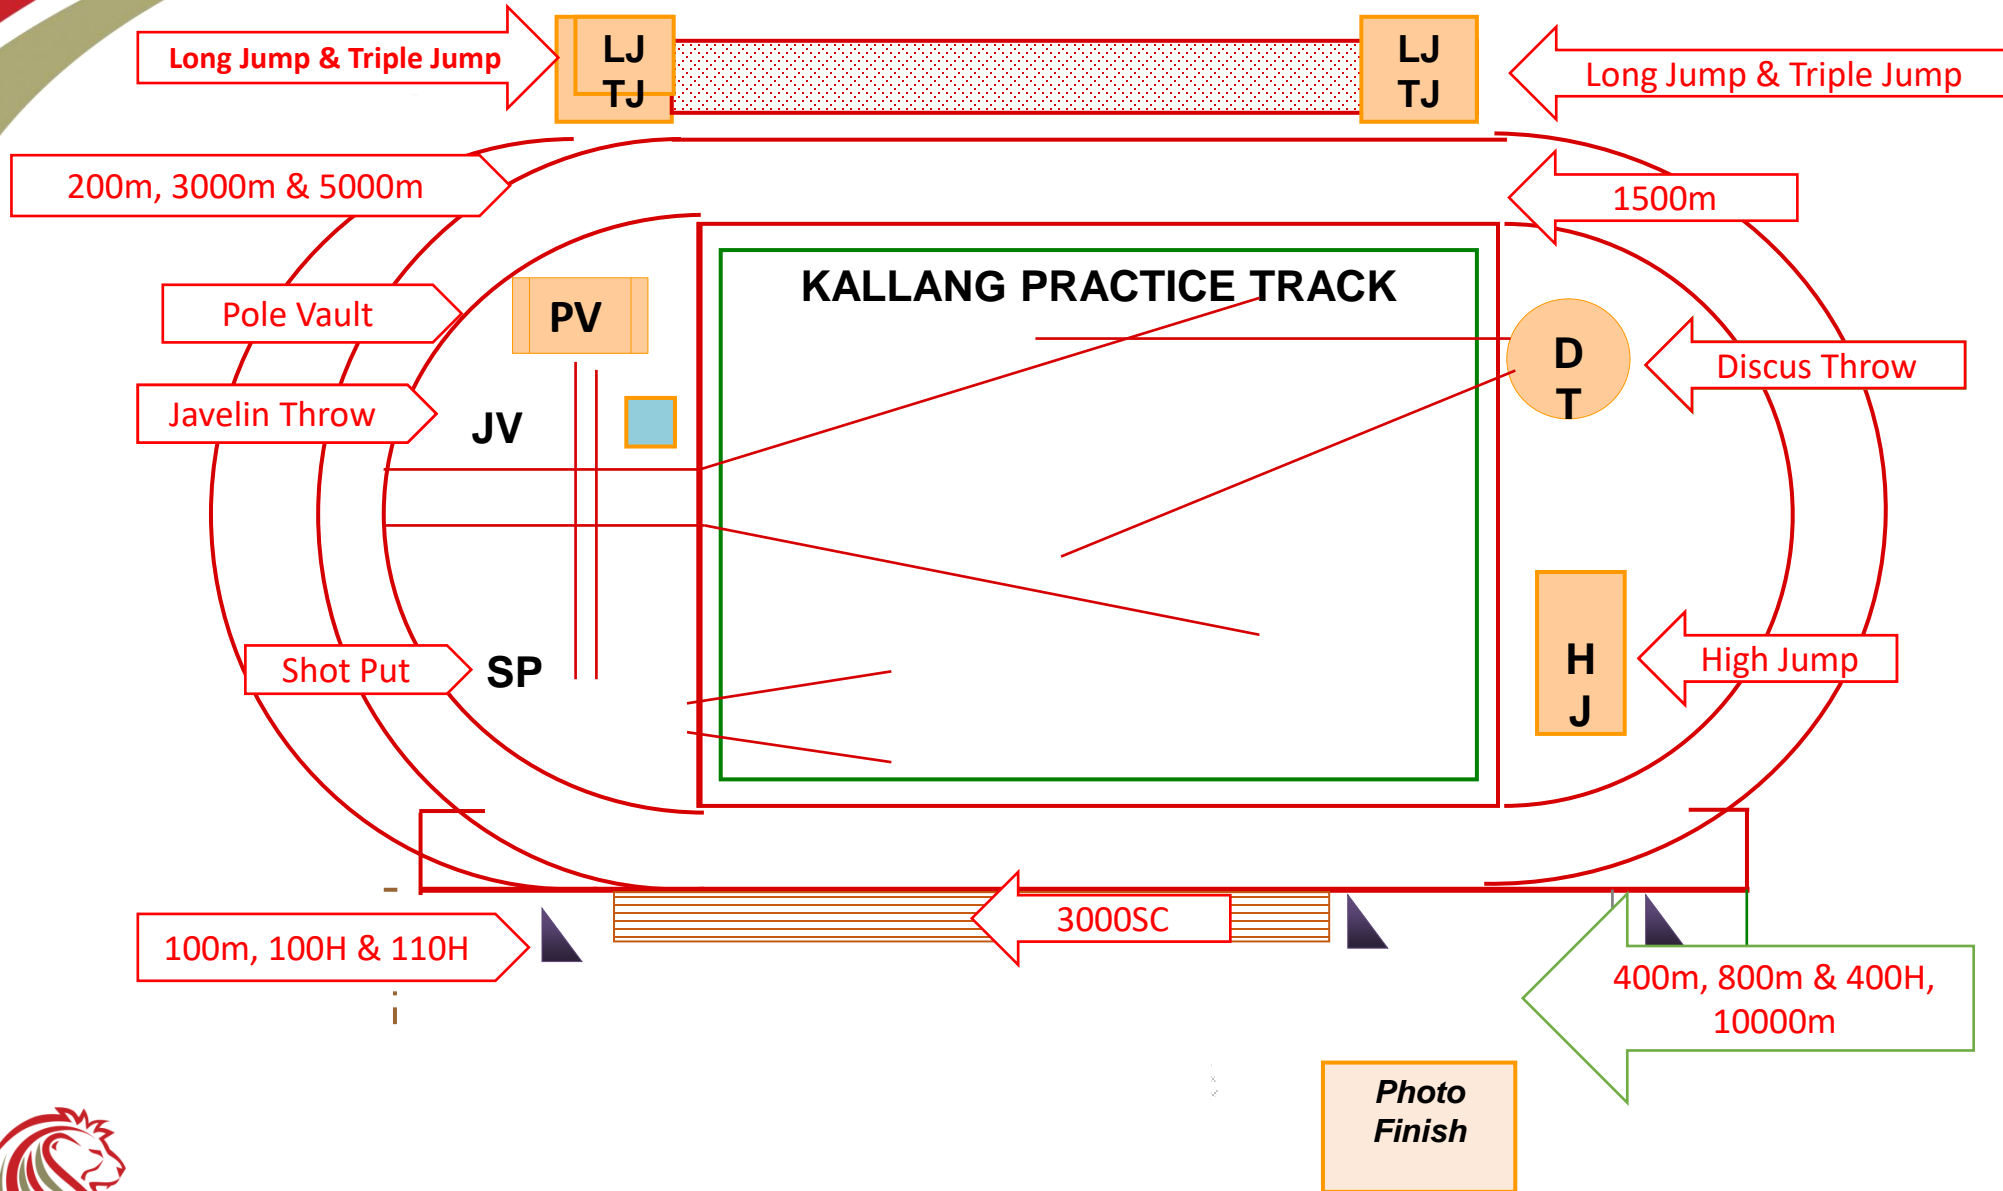 Long Jump & Triple Jump
LJ
TJ
LJ
TJ
Long Jump & Triple Jump
200m, 3000m & 5000m
1500m
KALLANG PRACTICE TRACK
Pole Vault
PV
D
T
Discus Throw
Javelin Throw
JV
Shot Put
SP
H
J
High Jump
100m, 100H & 110H
3000SC
400m, 800m & 400H,
10000m
Photo
Finish